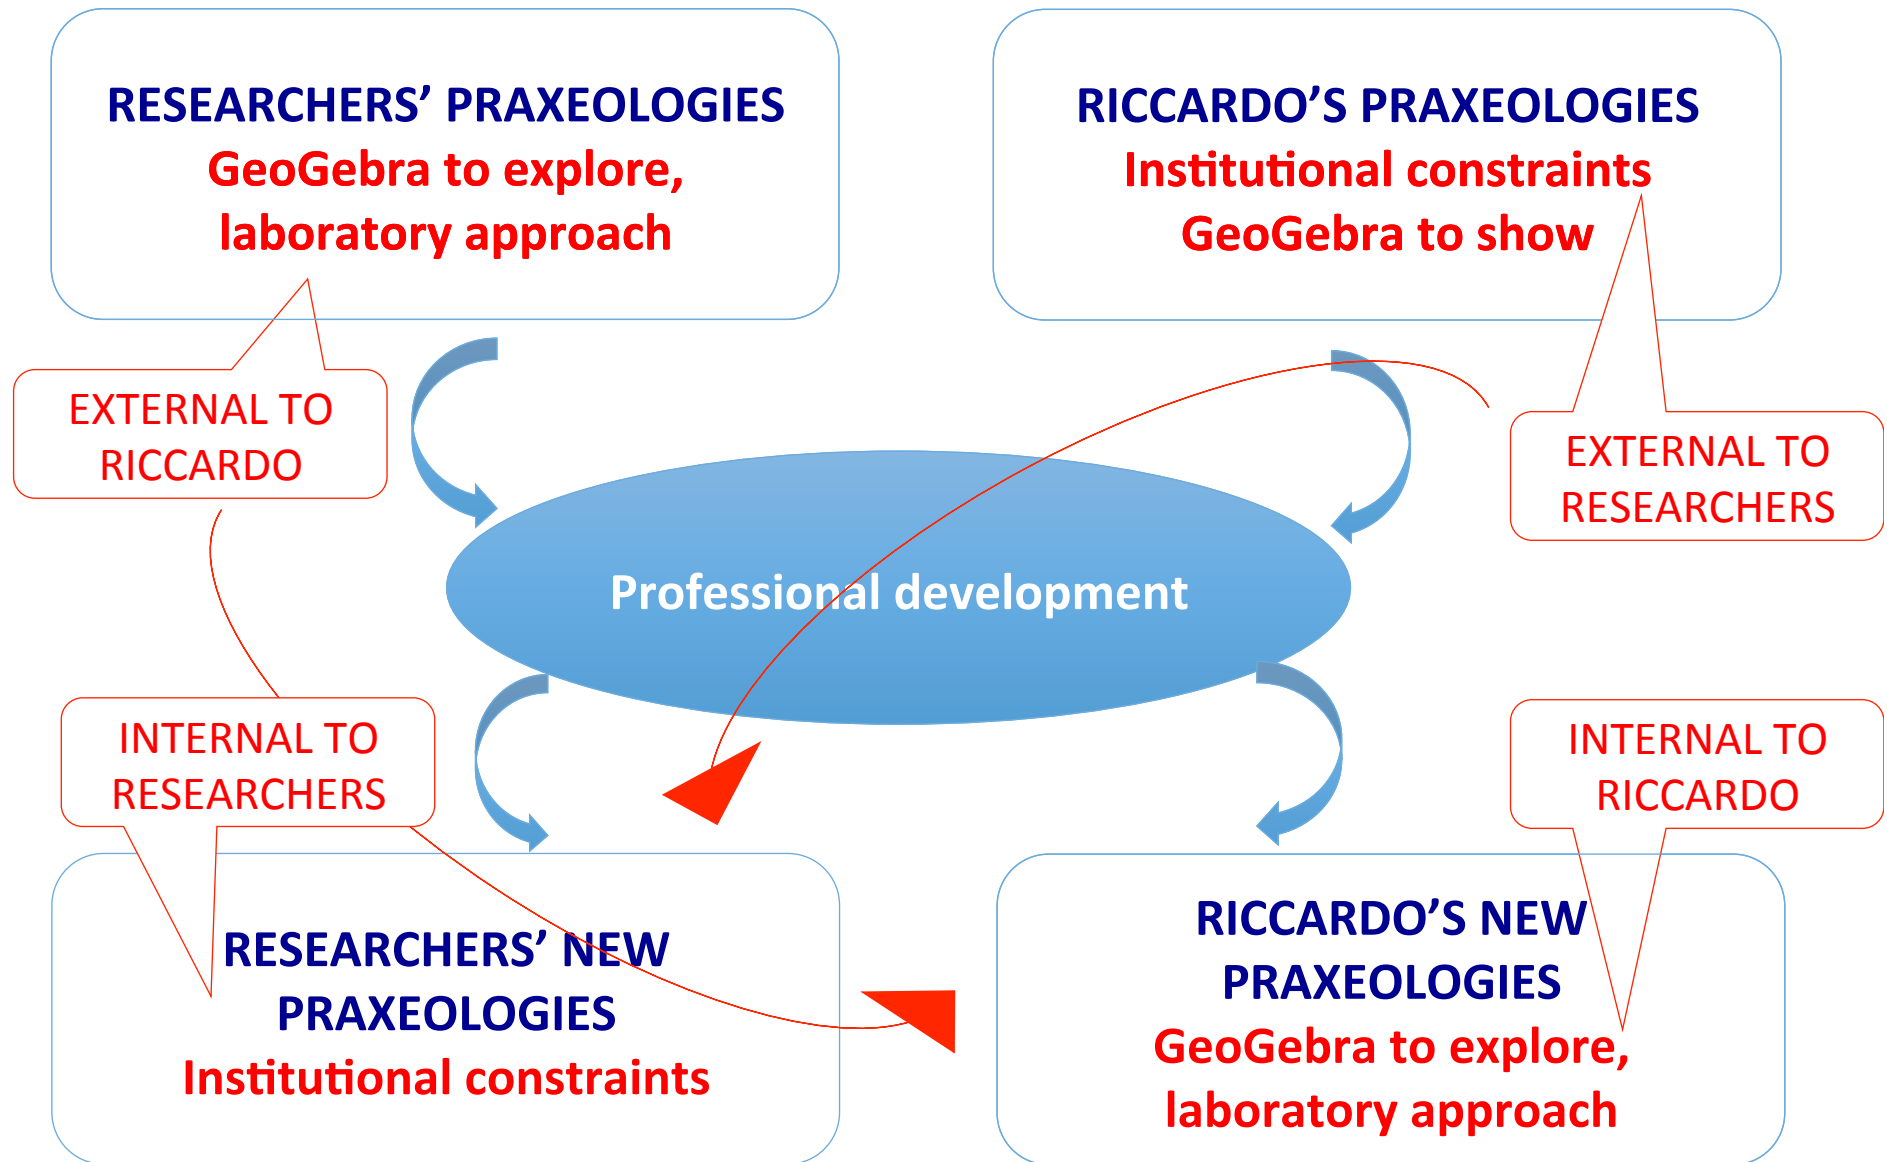 RESEARCHERS’ PRAXEOLOGIES
GeoGebra to explore,
laboratory approach
RICCARDO’S PRAXEOLOGIES
Institutional constraints
GeoGebra to show
EXTERNAL TO
RICCARDO
EXTERNAL TO
RESEARCHERS
Professional development
INTERNAL TO
RESEARCHERS
INTERNAL TO
RICCARDO
RESEARCHERS’ NEW
PRAXEOLOGIES
Institutional constraints
RICCARDO’S NEW
PRAXEOLOGIES
GeoGebra to explore,
laboratory approach